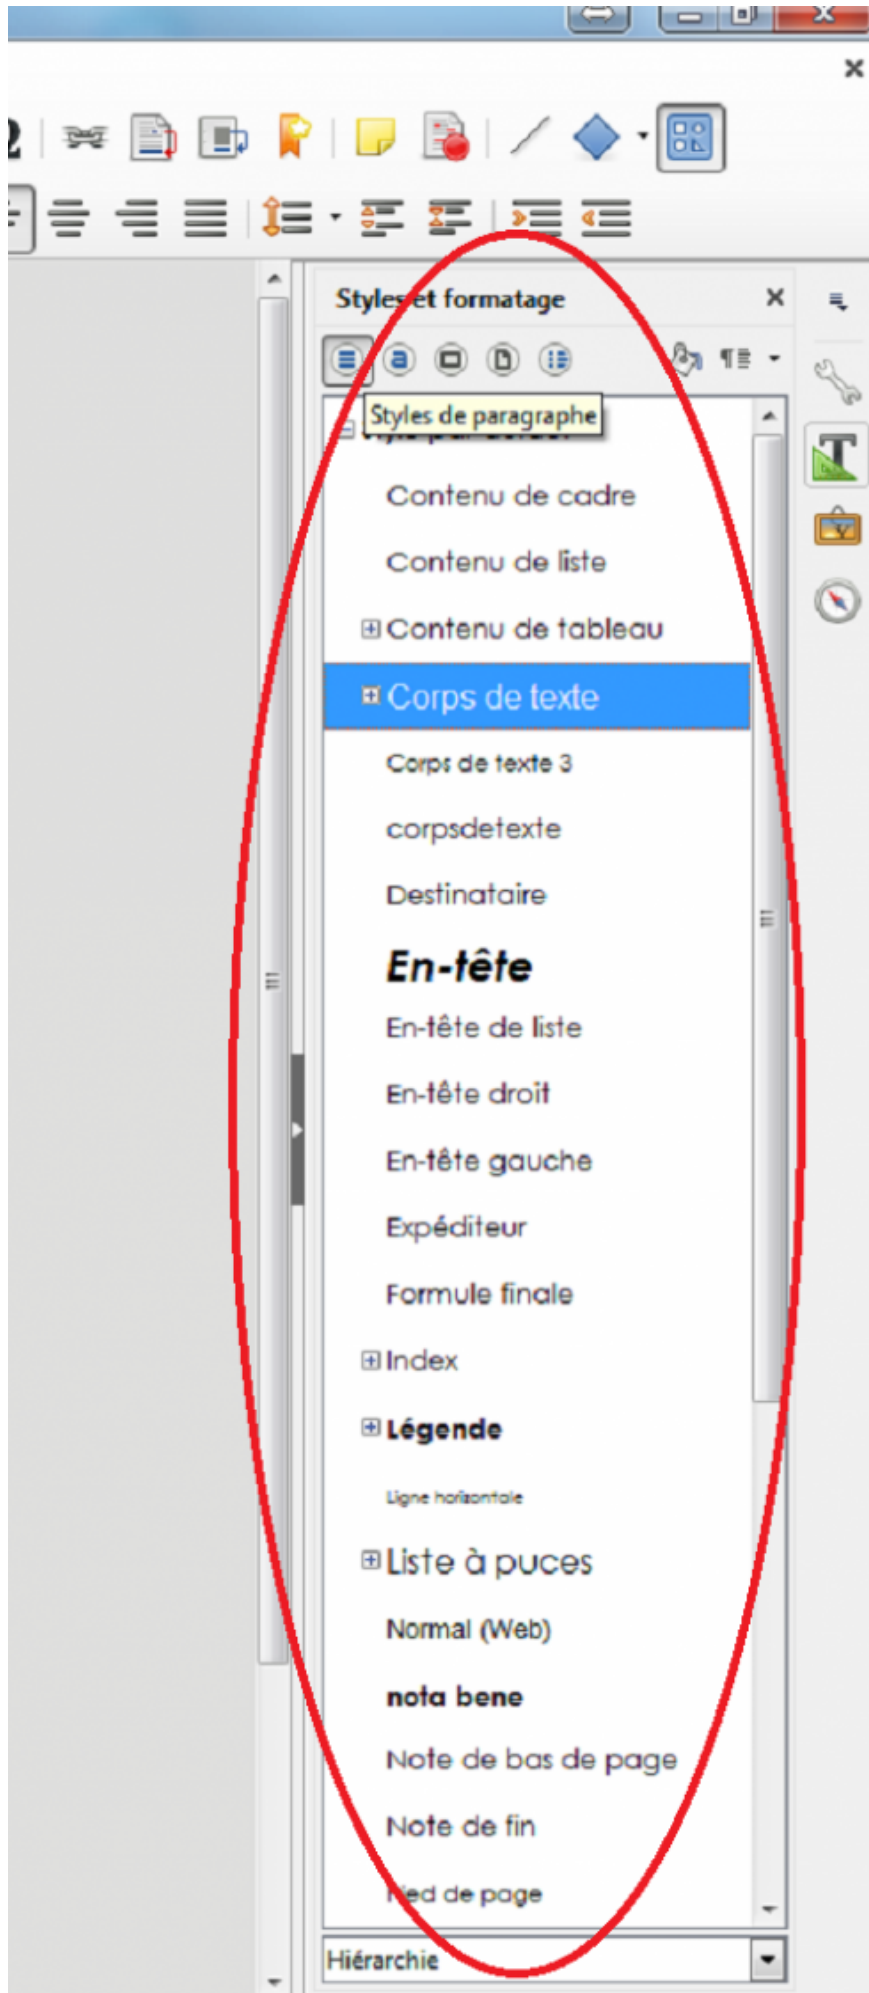 Styles et formatage
Styles de paragraphe
Contenu de cadre
Contenu de liste
Contenu de tableau
Corps de texte
Corps de texte 3
corpsdetexte
Destinataire
En-tête
En-tête de liste
En-tête droit
En-tête gauche
Expéditeur
Formule finale
Index
Légende
Ligne horizontale
Liste à puces
Normal (Web)
nota bene
Note de bas de page
Note de fin
Pied de page
Hiérarchie